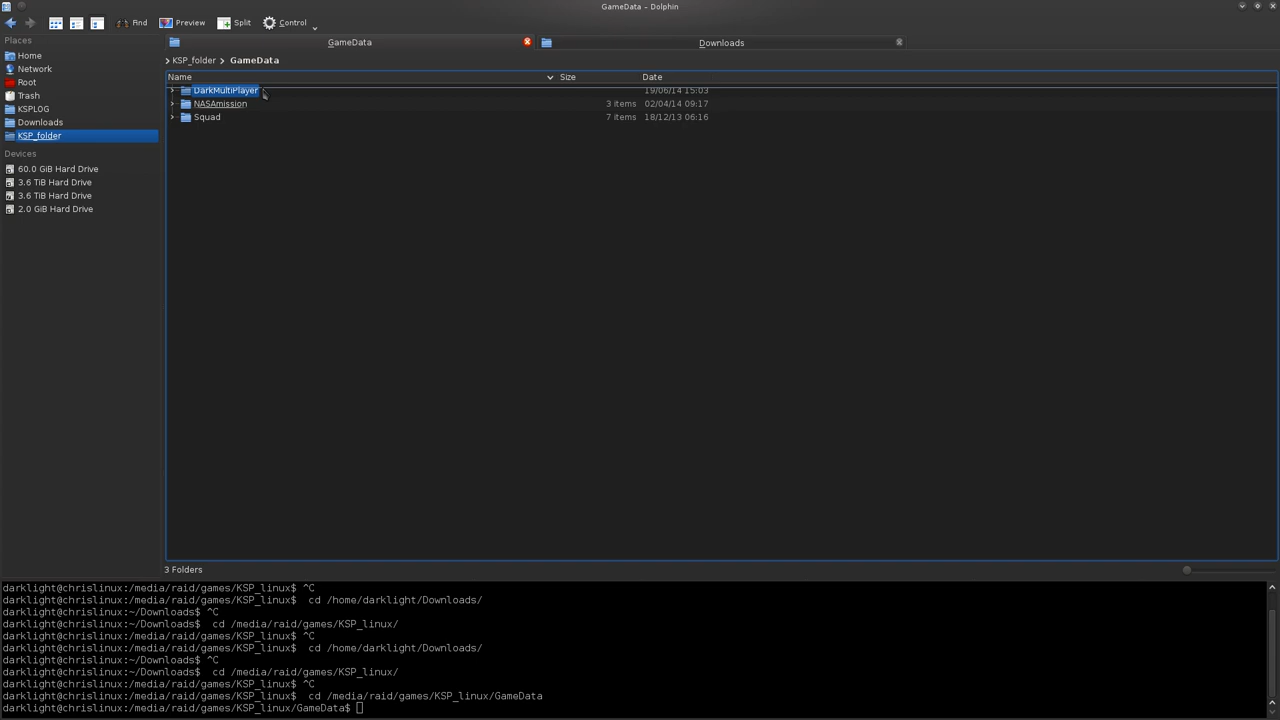 GameData – Dolphin
Find Preview Split Control
Places
Home
Network
Root
Trash
KSPLOG
Downloads
KSP_folder
Devices
60.0 GiB Hard Drive
3.6 TiB Hard Drive
3.6 TiB Hard Drive
2.0 GiB Hard Drive
GameData Downloads
KSP_folder > GameData
Name Size Date
DarkMultiPlayer 19/06/14 15:03
NASAmission 3 items 02/04/14 09:17
Squad 7 items 18/12/13 06:16
3 Folders
darklight@chrislinux:/media/raid/games/KSP_linux$ ^C
darklight@chrislinux:/media/raid/games/KSP_linux$  cd /home/darklight/Downloads/
darklight@chrislinux:~/Downloads$ ^C
darklight@chrislinux:~/Downloads$  cd /media/raid/games/KSP_linux/
darklight@chrislinux:/media/raid/games/KSP_linux$ ^C
darklight@chrislinux:/media/raid/games/KSP_linux$  cd /home/darklight/Downloads/
darklight@chrislinux:~/Downloads$ ^C
darklight@chrislinux:~/Downloads$  cd /media/raid/games/KSP_linux/
darklight@chrislinux:/media/raid/games/KSP_linux$ ^C
darklight@chrislinux:/media/raid/games/KSP_linux$  cd /media/raid/games/KSP_linux/GameData
darklight@chrislinux:/media/raid/games/KSP_linux/GameData$